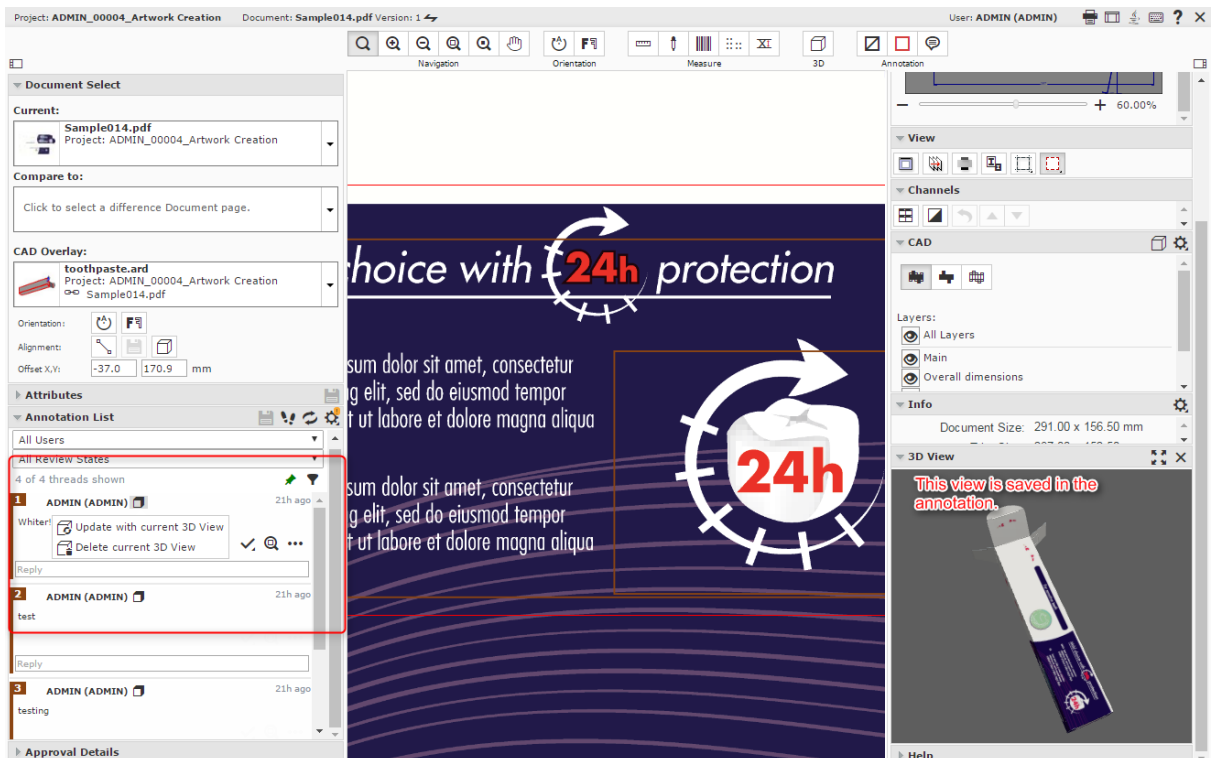 Project: ADMIN_00004_Artwork Creation Document: Sample014.pdf Version: 1 User: ADMIN (ADMIN) ?
Navigation Orientation Measure 3D Annotation
Document Select
Current:
Sample014.pdf
Project: ADMIN_00004_Artwork Creation
Compare to:
Click to select a difference Document page.
CAD Overlay:
toothpaste.ard
Project: ADMIN_00004_Artwork Creation
Sample014.pdf
Orientation:
Alignment:
Offset X,Y: -37.0 170.9 mm
Attributes
Annotation List
All Users
All Review States
4 of 4 threads shown
1 ADMIN (ADMIN) 21h ago
Whiter!
Update with current 3D View
Delete current 3D View
Reply
2 ADMIN (ADMIN) 21h ago
test
Reply
3 ADMIN (ADMIN) 21h ago
testing
Approval Details
choice with 24h protection
sum dolor sit amet, consectetur
g elit, sed do eiusmod tempor
t ut labore et dolore magna aliqua
24h
sum dolor sit amet, consectetur
g elit, sed do eiusmod tempor
t ut labore et dolore magna aliqua
60.00%
View
Channels
CAD
Layers:
All Layers
Main
Overall dimensions
Info
Document Size: 291.00 x 156.50 mm
3D View
This view is saved in the
annotation.
Help